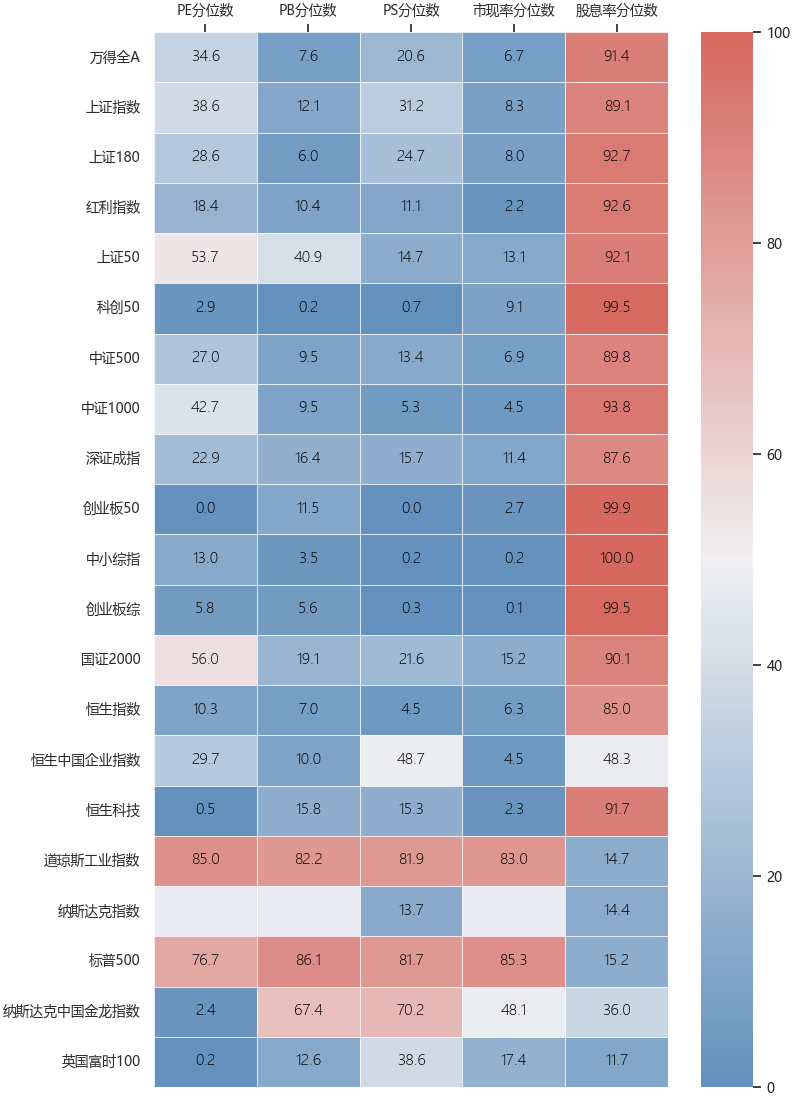 PE分位数 PB分位数 PS分位数 市现率分位数 股息率分位数
万得全A 34.6 7.6 20.6 6.7 91.4 100
上证指数 38.6 12.1 31.2 8.3 89.1
上证180 28.6 6.0 24.7 8.0 92.7
红利指数 18.4 10.4 11.1 2.2 92.6
80
上证50 53.7 40.9 14.7 13.1 92.1
科创50 2.9 0.2 0.7 9.1 99.5
中证500 27.0 9.5 13.4 6.9 89.8
中证1000 42.7 9.5 5.3 4.5 93.8
深证成指 22.9 16.4 15.7 11.4 87.6
60
创业板50 0.0 11.5 0.0 2.7 99.9
中小综指 13.0 3.5 0.2 0.2 100.0
创业板综 5.8 5.6 0.3 0.1 99.5
国证2000 56.0 19.1 21.6 15.2 90.1
40
恒生指数 10.3 7.0 4.5 6.3 85.0
恒生中国企业指数 29.7 10.0 48.7 4.5 48.3
恒生科技 0.5 15.8 15.3 2.3 91.7
道琼斯工业指数 85.0 82.2 81.9 83.0 14.7
20
纳斯达克指数 13.7 14.4
标普500 76.7 86.1 81.7 85.3 15.2
纳斯达克中国金龙指数 2.4 67.4 70.2 48.1 36.0
英国富时100 0.2 12.6 38.6 17.4 11.7
0